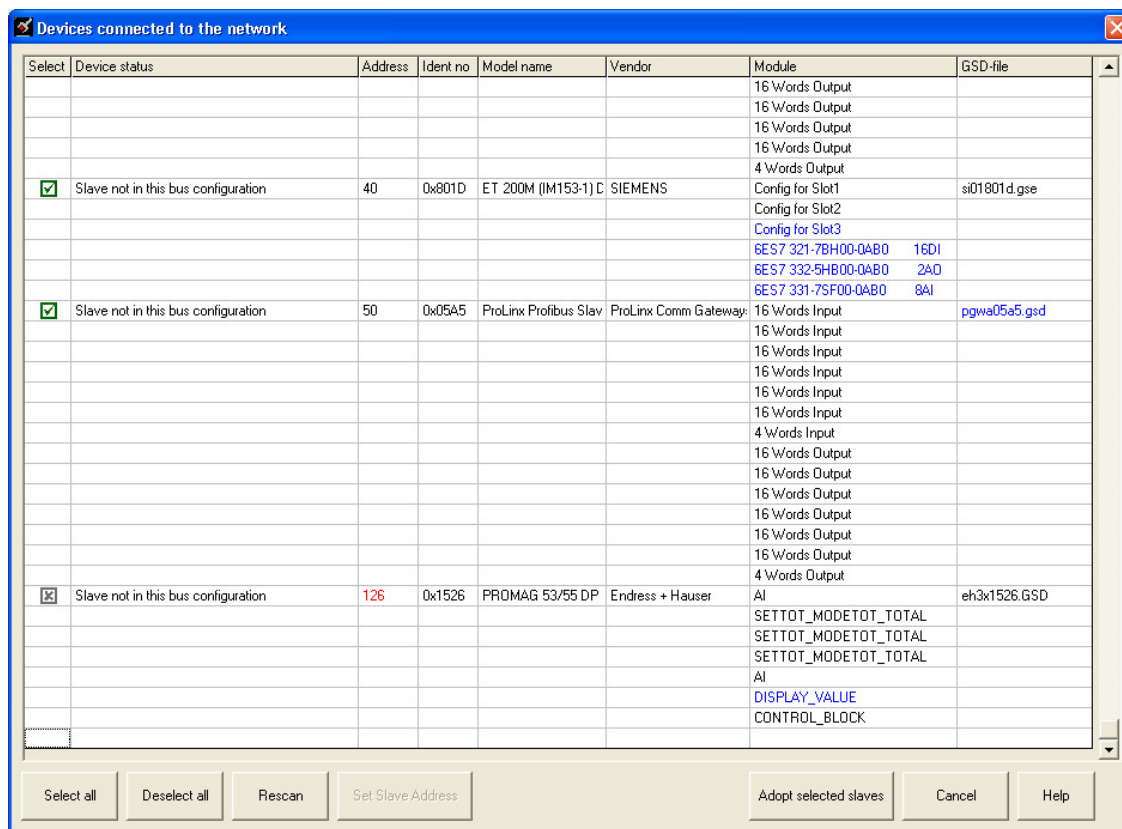 Devices connected to the network
Select Device status Address Ident no Model name Vendor Module GSD-file
16 Words Output
16 Words Output
16 Words Output
16 Words Output
4 Words Output
Slave not in this bus configuration 40 0x801D ET 200M (IM153-1) D SIEMENS Config for Slot1 si01801d.gse
Config for Slot2
Config for Slot3
6ES7 321-7BH00-0AB0 16DI
6ES7 332-5HB00-0AB0 2AO
6ES7 331-7SF00-0AB0 8AI
Slave not in this bus configuration 50 0x05A5 ProLinx Profibus Slav ProLinx Comm Gateway: 16 Words Input pgwa05a5.gsd
16 Words Input
16 Words Input
16 Words Input
16 Words Input
16 Words Input
4 Words Input
16 Words Output
16 Words Output
16 Words Output
16 Words Output
16 Words Output
16 Words Output
4 Words Output
Slave not in this bus configuration 126 0x1526 PROMAG 53/55 DP Endress + Hauser AI eh3x1526.GSD
SETTOT_MODETOT_TOTAL
SETTOT_MODETOT_TOTAL
SETTOT_MODETOT_TOTAL
AI
DISPLAY_VALUE
CONTROL_BLOCK
Select all Deselect all Rescan Set Slave Address Adopt selected slaves Cancel Help